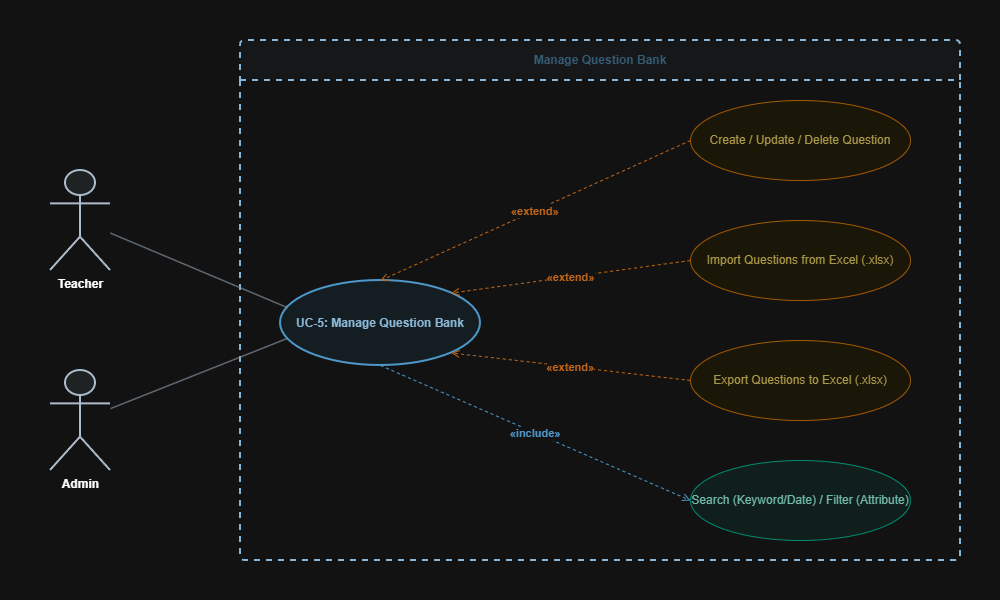 Manage Question Bank
Create / Update / Delete Question
«extend»
Teacher
Import Questions from Excel (.xlsx)
«extend»
UC-5: Manage Question Bank
«extend»
Export Questions to Excel (.xlsx)
«include»
Admin
Search (Keyword/Date) / Filter (Attribute)